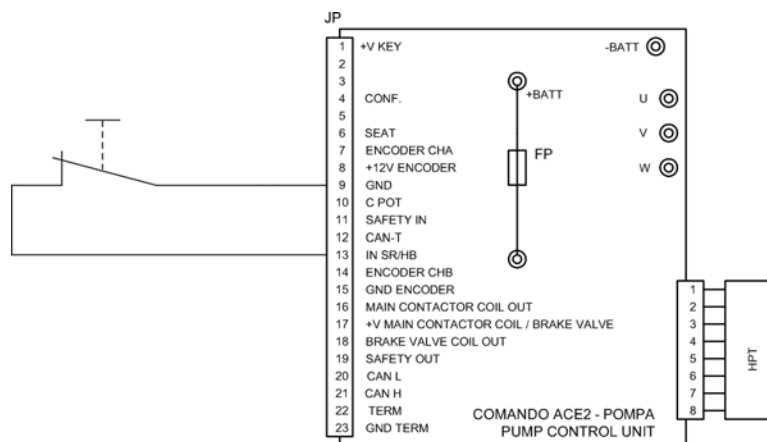 JP
1 +V KEY
2
3
4 CONF.
5
6 SEAT
7 ENCODER CHA
8 +12V ENCODER
9 GND
10 C POT
11 SAFETY IN
12 CAN-T
13 IN SR/HB
14 ENCODER CHB
15 GND ENCODER
16 MAIN CONTACTOR COIL OUT
17 +V MAIN CONTACTOR COIL / BRAKE VALVE
18 BRAKE VALVE COIL OUT
19 SAFETY OUT
20 CAN L
21 CAN H
22 TERM
23 GND TERM
-BATT
+BATT
U
V
W
FP
1
2
3
4
5
6
7
8
HPT
COMANDO ACE2 - POMPA
PUMP CONTROL UNIT